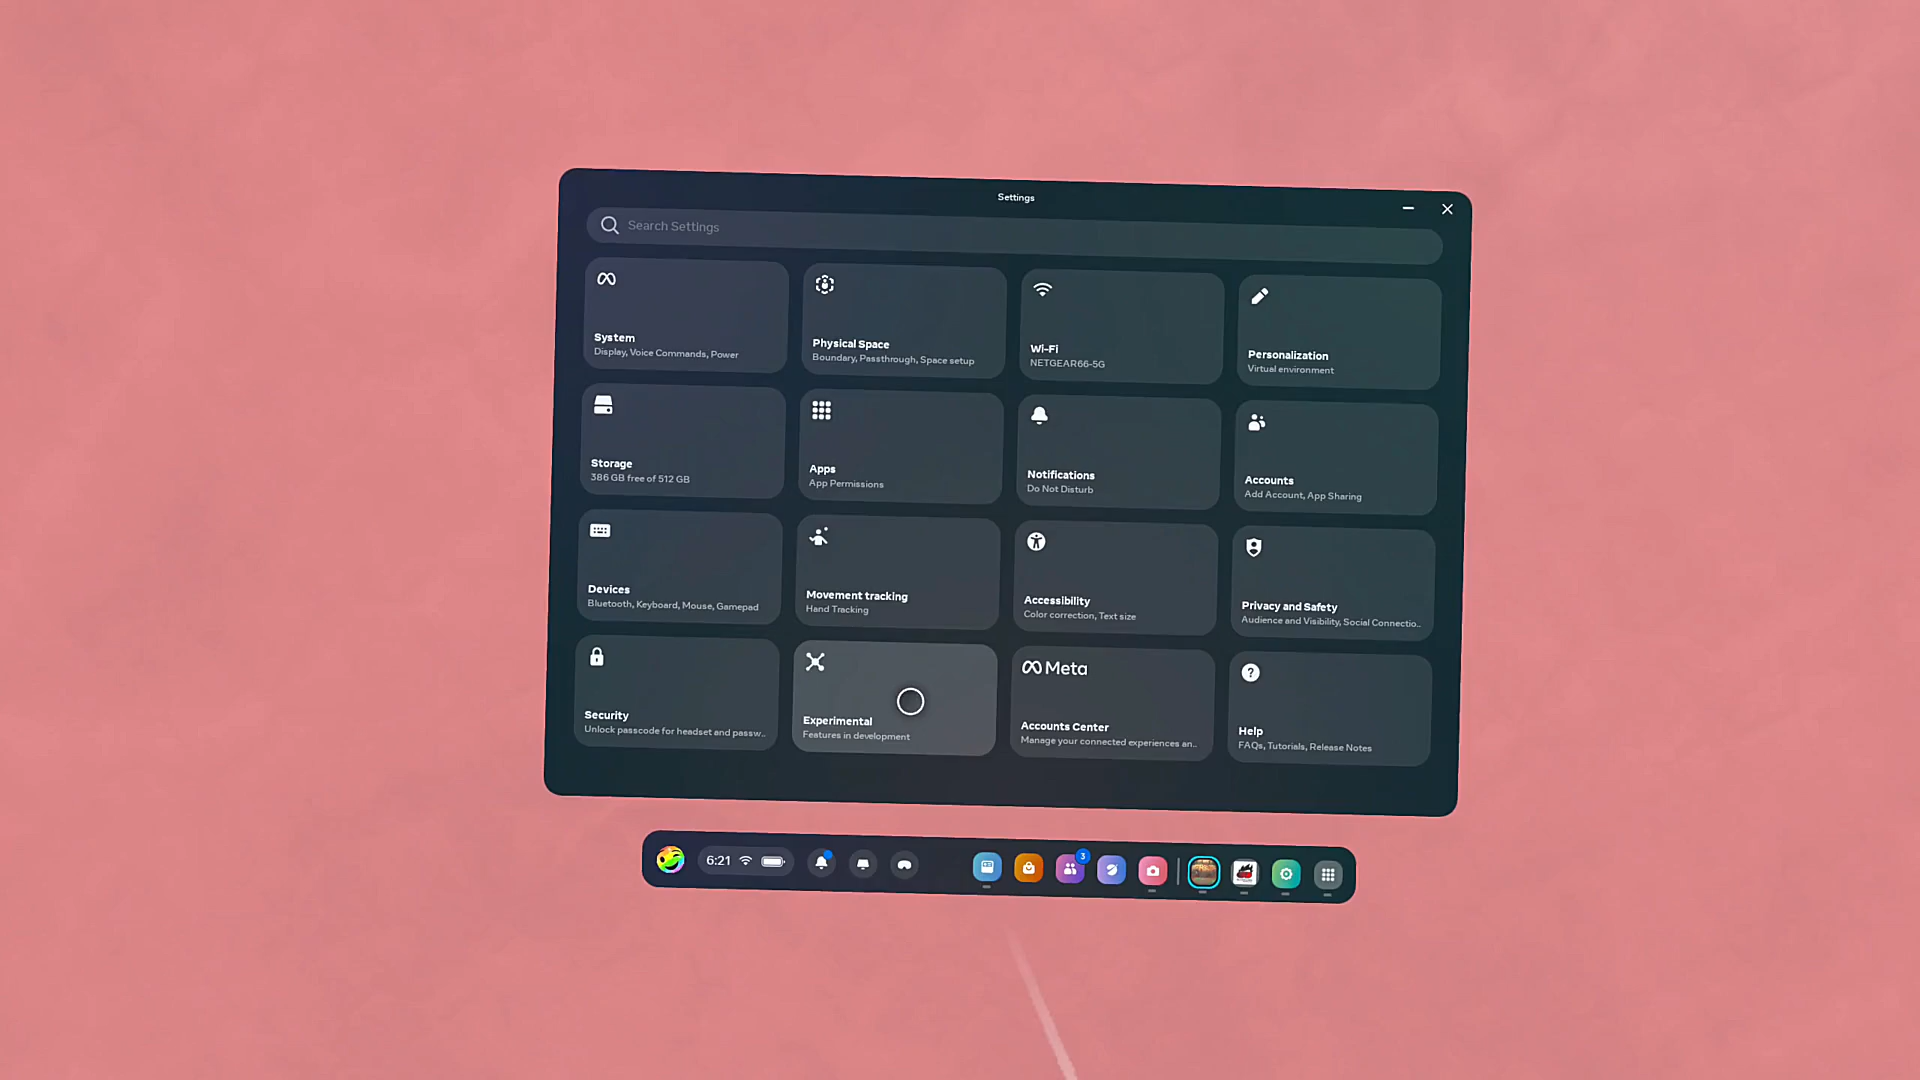 Settings
Search Settings
System
Display, Voice Commands, Power
Physical Space
Boundary, Passthrough, Space setup
Wi-Fi
NETGEAR66-5G
Personalization
Virtual environment
Storage
386 GB free of 512 GB
Apps
App Permissions
Notifications
Do Not Disturb
Accounts
Add Account, App Sharing
Devices
Bluetooth, Keyboard, Mouse, Gamepad
Movement tracking
Hand Tracking
Accessibility
Color correction, Text size
Privacy and Safety
Audience and Visibility, Social Connectio..
Security
Unlock passcode for headset and passw..
Experimental
Features in development
Meta
Accounts Center
Manage your connected experiences an..
Help
FAQs, Tutorials, Release Notes
6:21
3